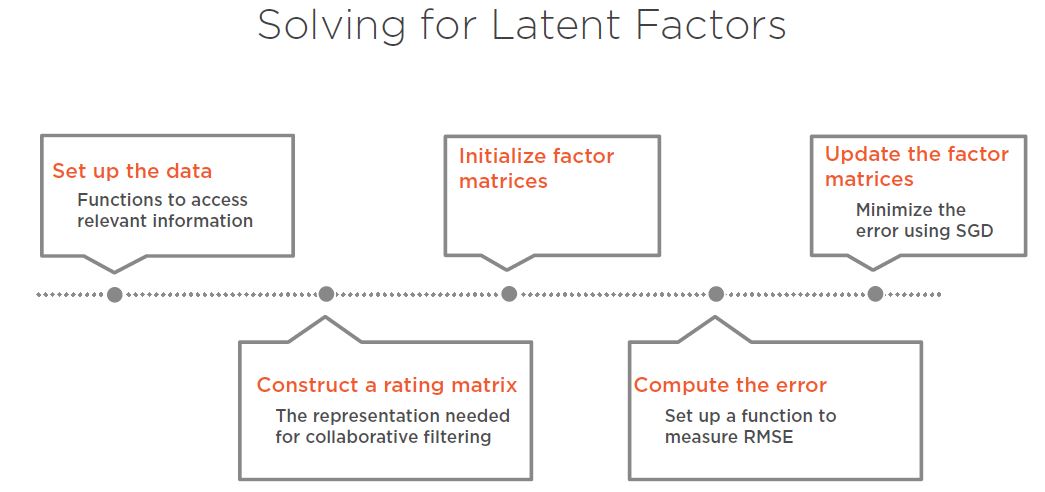 Solving for Latent Factors
Set up the data
Functions to access
relevant information
Construct a rating matrix
The representation needed
for collaborative filtering
Initialize factor
matrices
Compute the error
Set up a function to
measure RMSE
Update the factor
matrices
Minimize the
error using SGD